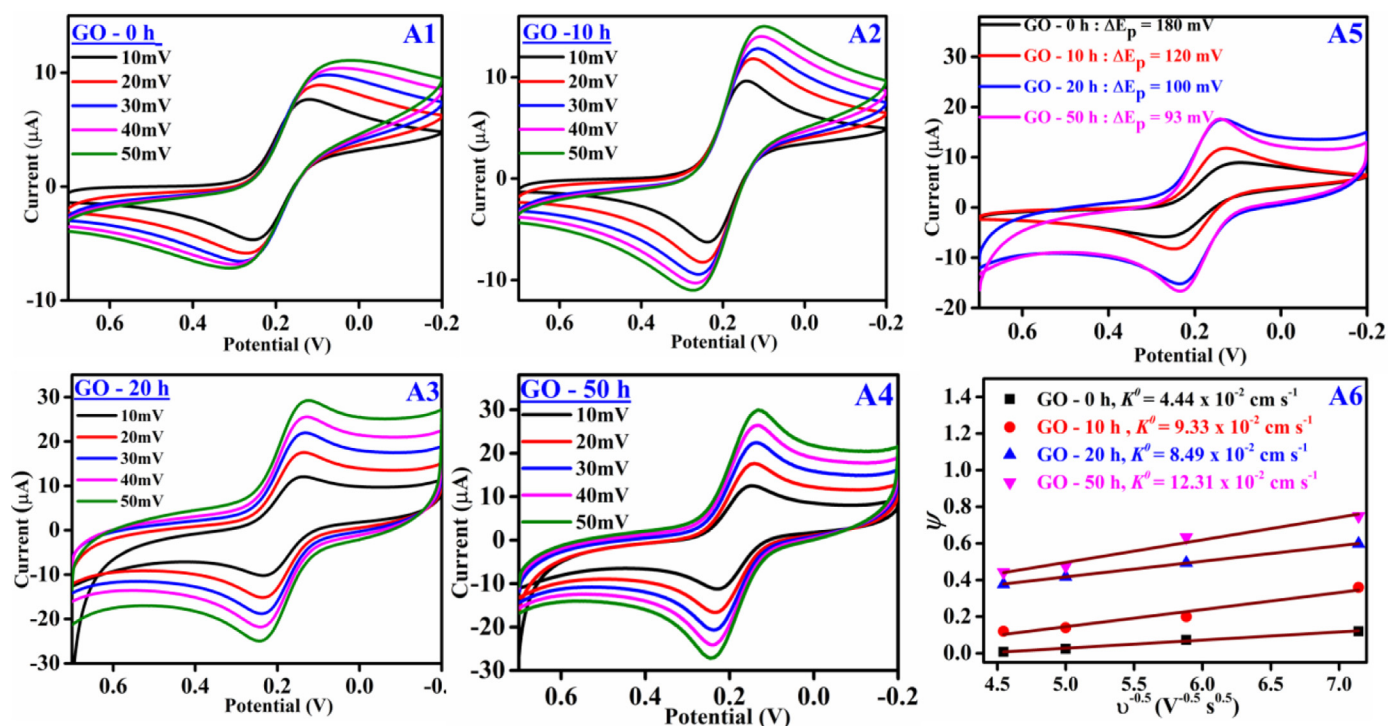 GO - 0 h
A1
10mV
20mV
30mV
40mV
50mV
10
0
-10
Current (µA)
0.6 0.4 0.2 0.0 -0.2
Potential (V)
GO -10 h
A2
10mV
20mV
30mV
40mV
50mV
10
0
-10
Current (µA)
0.6 0.4 0.2 0.0 -0.2
Potential (V)
A5
GO - 0 h : ΔEp = 180 mV
GO - 10 h : ΔEp = 120 mV
GO - 20 h : ΔEp = 100 mV
GO - 50 h : ΔEp = 93 mV
30
20
10
0
-10
-20
Current (µA)
0.6 0.4 0.2 0.0 -0.2
Potential (V)
GO - 20 h
A3
10mV
20mV
30mV
40mV
50mV
30
20
10
0
-10
-20
-30
Current (µA)
0.6 0.4 0.2 0.0 -0.
Potential (V)
GO - 50 h
A4
10mV
20mV
30mV
40mV
50mV
30
20
10
0
-10
-20
-30
Current (µA)
0.6 0.4 0.2 0.0 -0.2
Potential (V)
A6
GO - 0 h, K⁰ = 4.44 x 10⁻² cm s⁻¹
GO - 10 h , K⁰ = 9.33 x 10⁻² cm s⁻¹
GO - 20 h, K⁰ = 8.49 x 10⁻² cm s⁻¹
GO - 50 h, K⁰ = 12.31 x 10⁻² cm s⁻¹
1.4
1.2
1.0
0.8
0.6
0.4
0.2
0.0
ψ
4.5 5.0 5.5 6.0 6.5 7.0
υ⁻⁰·⁵ (V⁻⁰·⁵ s⁰·⁵)